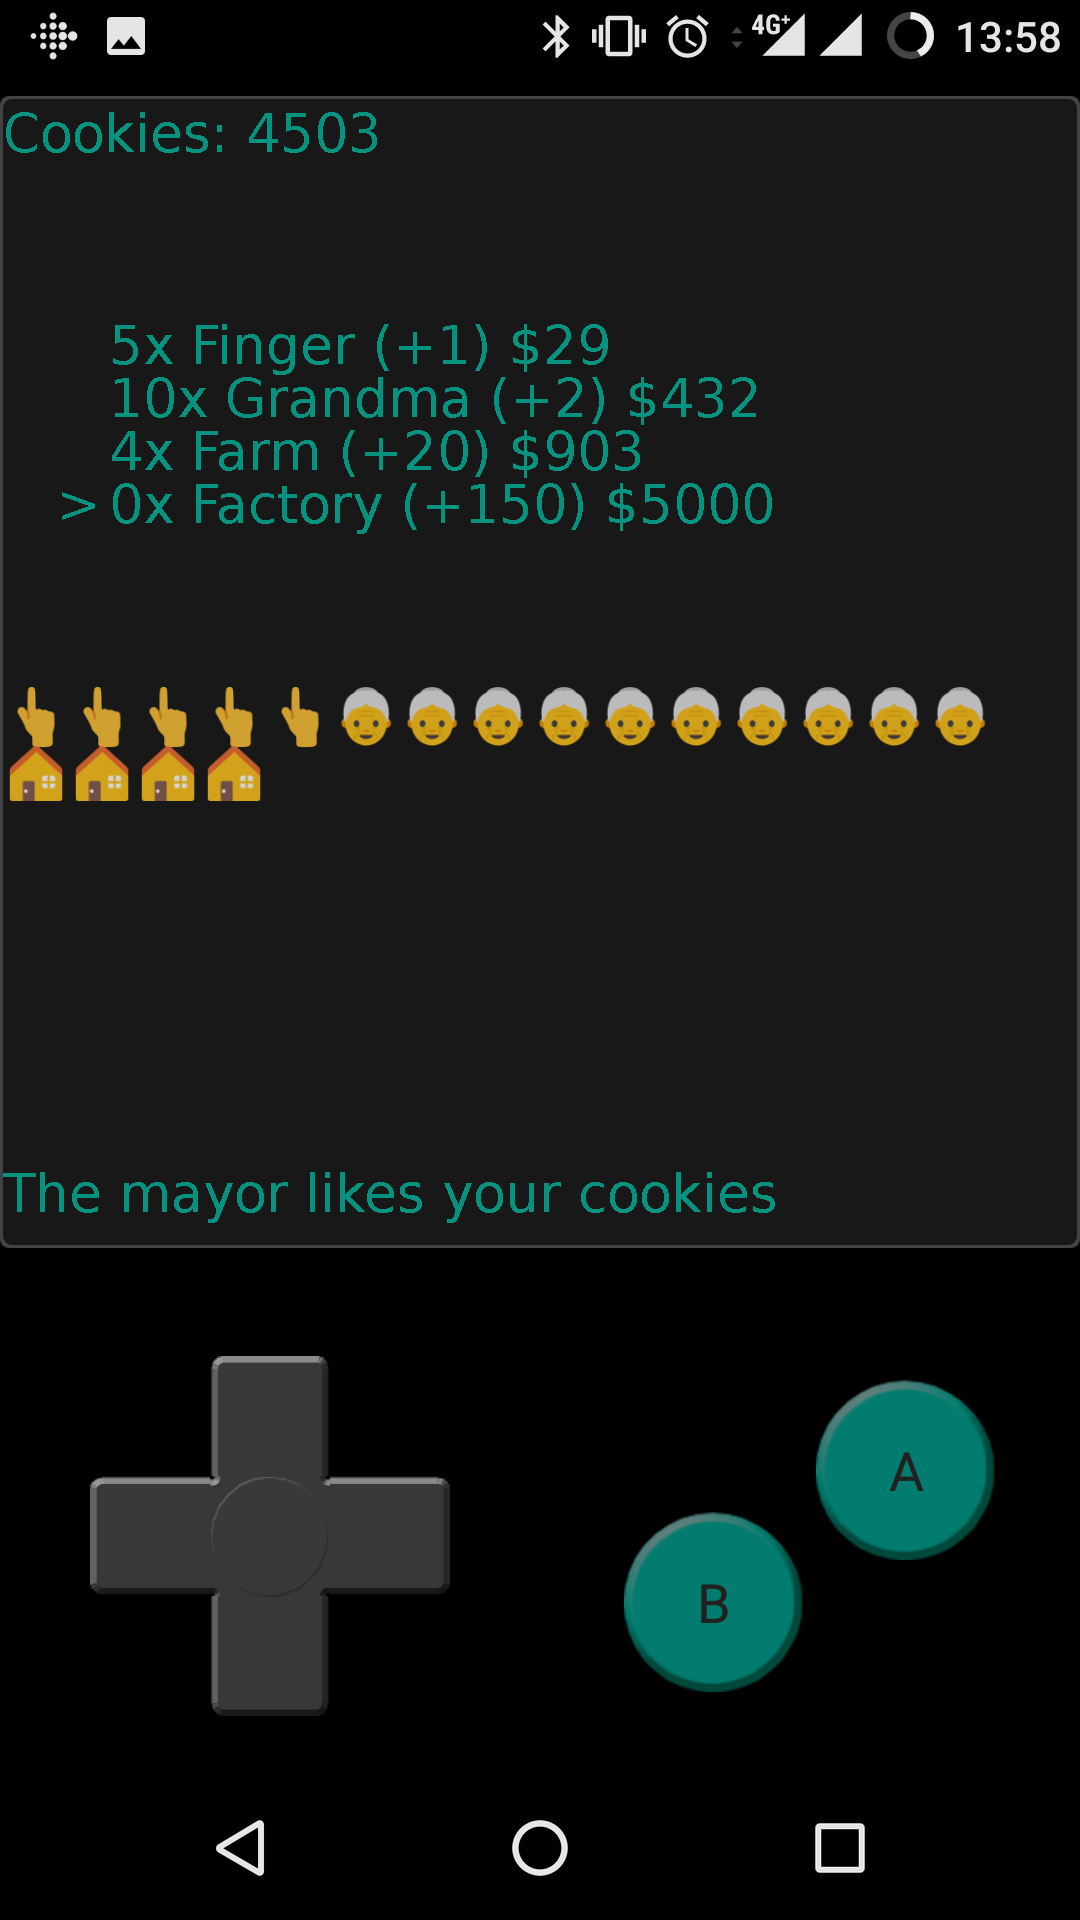 4G+ 13:58
Cookies: 4503
5x Finger (+1) $29
10x Grandma (+2) $432
4x Farm (+20) $903
>0x Factory (+150) $5000
The mayor likes your cookies
A
B